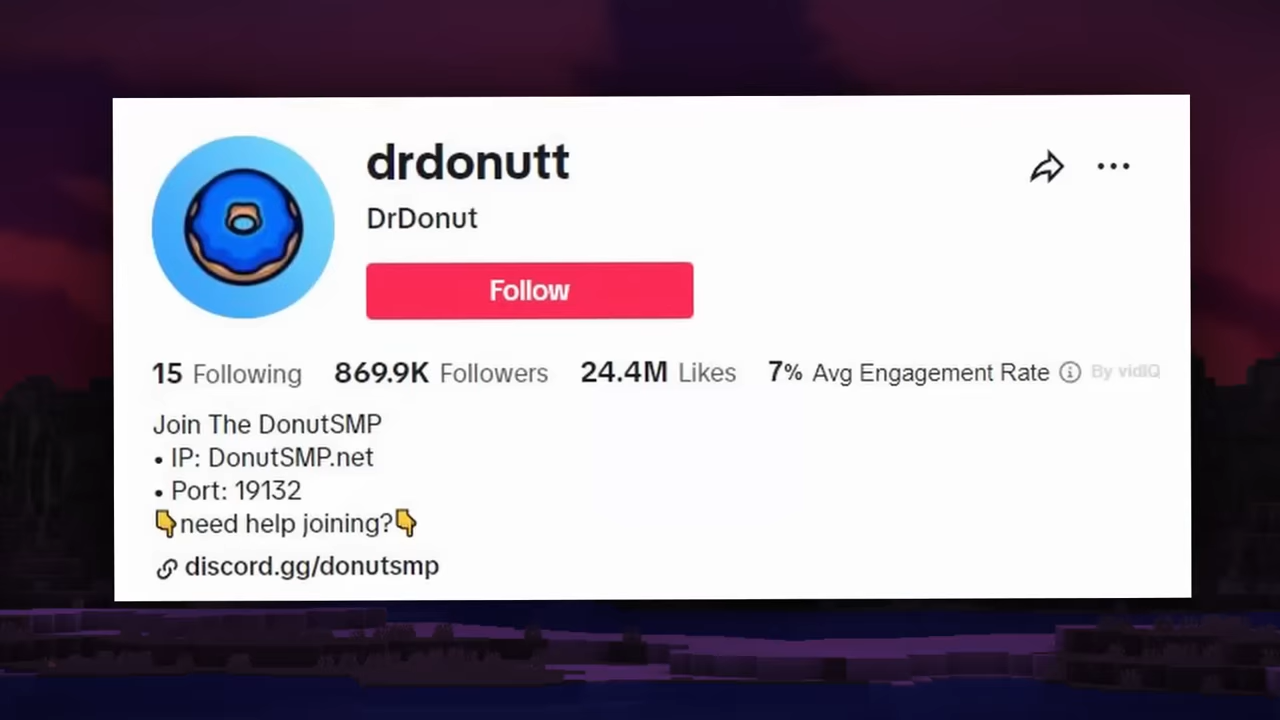 drdonutt
DrDonut
Follow
15 Following 869.9K Followers 24.4M Likes 7% Avg Engagement Rate By vidIQ
Join The DonutSMP
• IP: DonutSMP.net
• Port: 19132
👇need help joining?👇
discord.gg/donutsmp